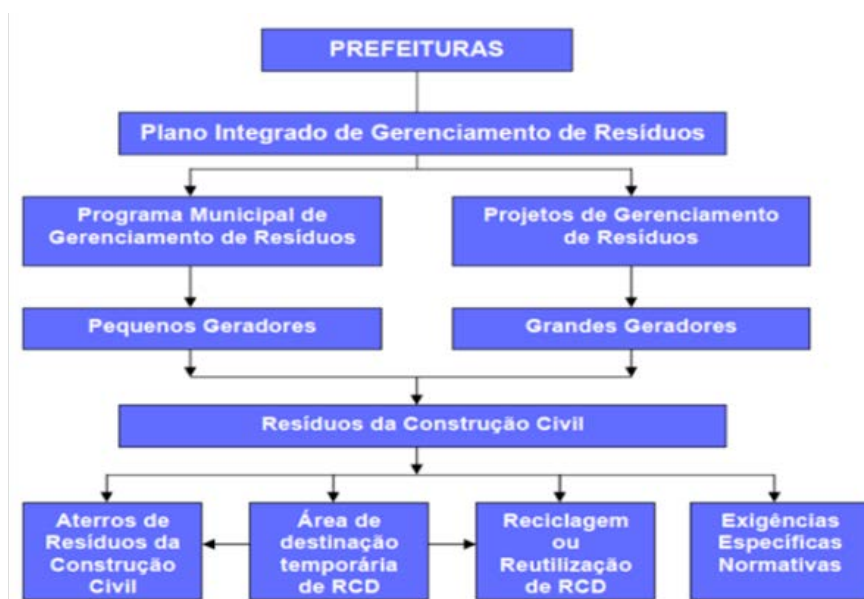 PREFEITURAS
Plano Integrado de Gerenciamento de Resíduos
Programa Municipal de
Gerenciamento de Resíduos
Projetos de Gerenciamento
de Resíduos
Pequenos Geradores
Grandes Geradores
Resíduos da Construção Civil
Aterros de
Resíduos da
Construção
Civil
Área de
destinação
temporária
de RCD
Reciclagem
ou
Reutilização
de RCD
Exigências
Específicas
Normativas